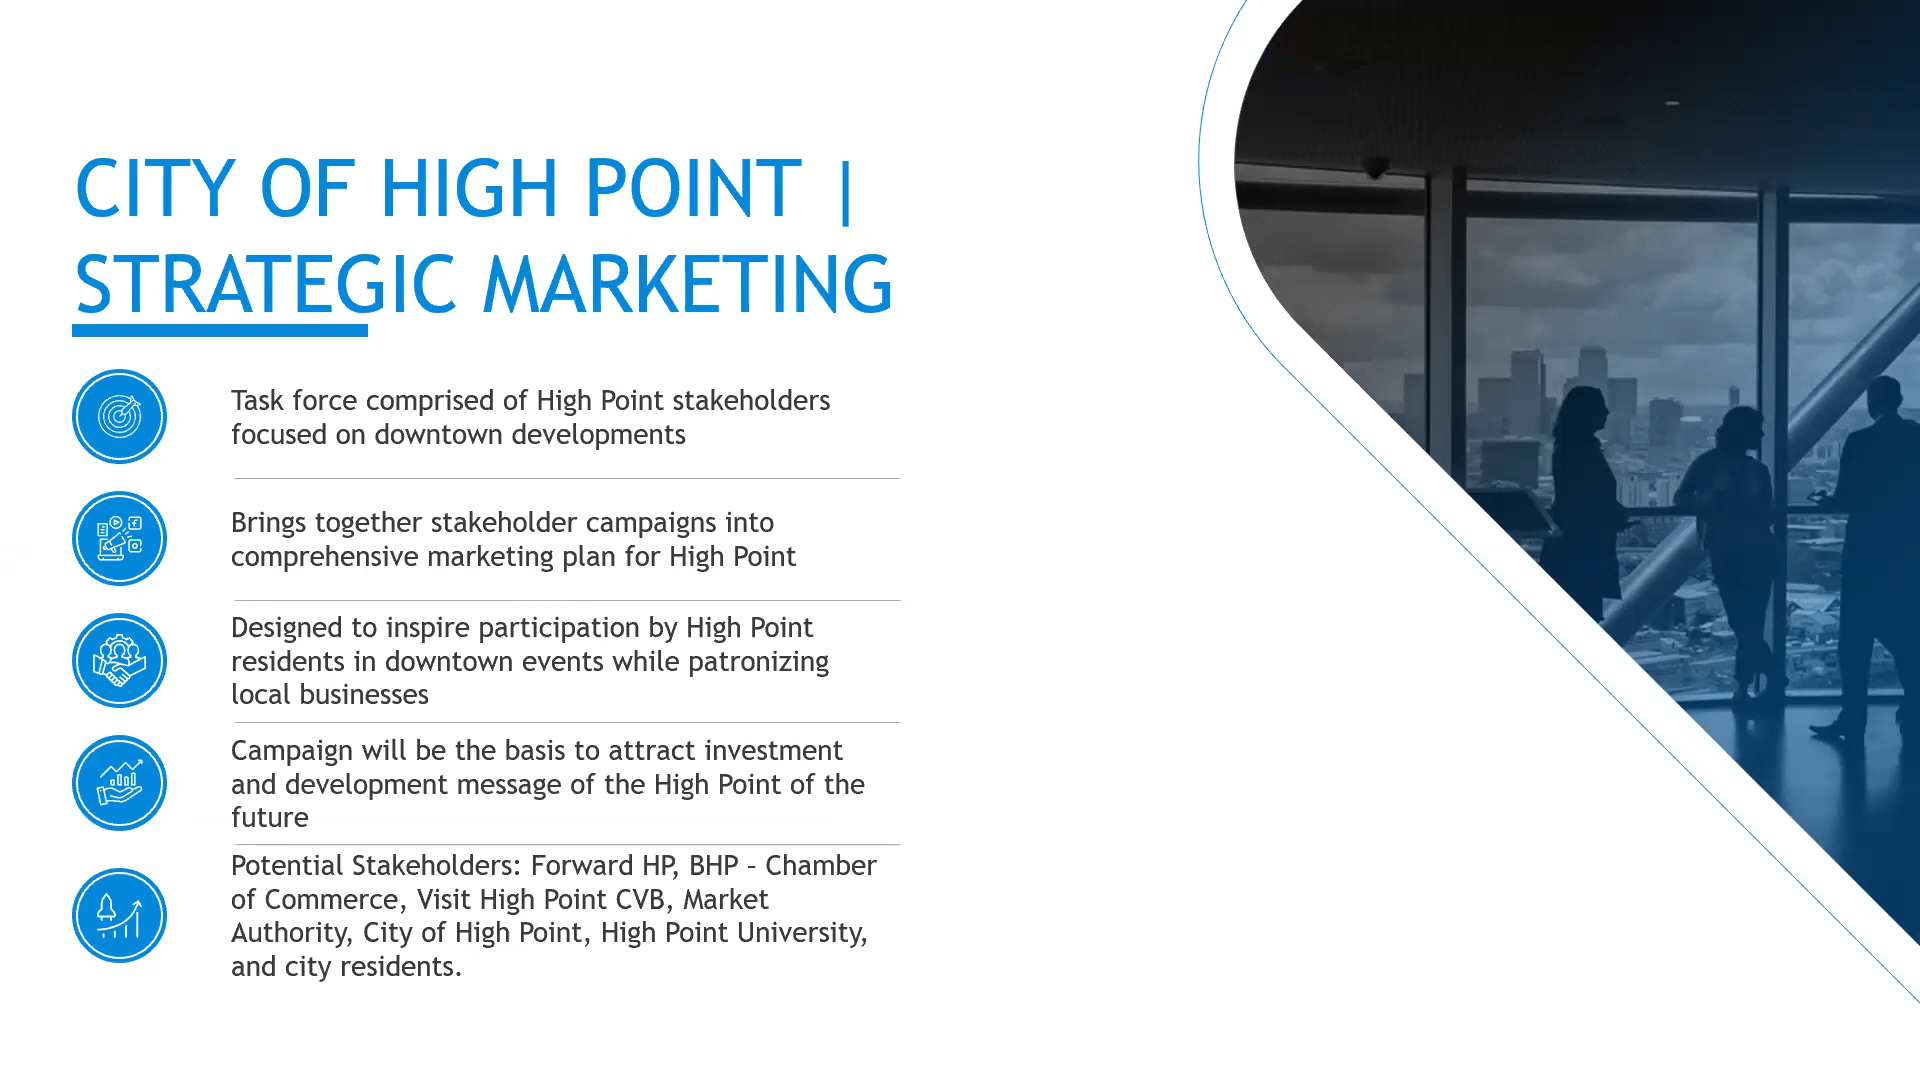 CITY OF HIGH POINT |
STRATEGIC MARKETING
Task force comprised of High Point stakeholders
focused on downtown developments
Brings together stakeholder campaigns into
comprehensive marketing plan for High Point
Designed to inspire participation by High Point
residents in downtown events while patronizing
local businesses
Campaign will be the basis to attract investment
and development message of the High Point of the
future
Potential Stakeholders: Forward HP, BHP – Chamber
of Commerce, Visit High Point CVB, Market
Authority, City of High Point, High Point University,
and city residents.